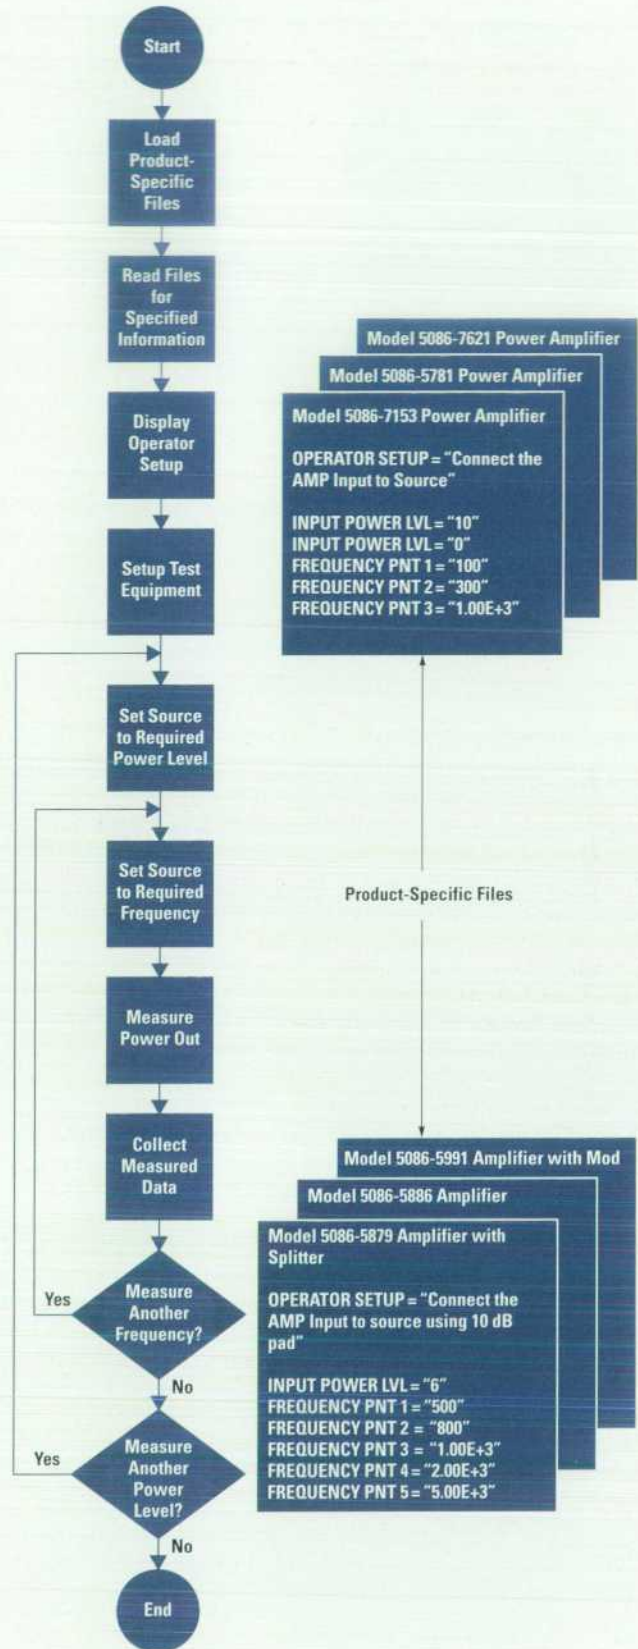 Start
Load
Product-
Specific
Files
Read Files
for
Specified
Information
Display
Operator
Setup
Setup Test
Equipment
Set Source
to Required
Power Level
Set Source
to Required
Frequency
Measure
Power Out
Collect
Measured
Data
Measure
Another
Frequency?
Yes
No
Measure
Another
Power
Level?
Yes
No
End
Model 5086-7621 Power Amplifier
Model 5086-5781 Power Amplifier
Model 5086-7153 Power Amplifier
OPERATOR SETUP = "Connect the
AMP Input to Source"
INPUT POWER LVL = "10"
INPUT POWER LVL = "0"
FREQUENCY PNT 1 = "100"
FREQUENCY PNT 2 = "300"
FREQUENCY PNT 3 = "1.00E+3"
Product-Specific Files
Model 5086-5991 Amplifier with Mod
Model 5086-5886 Amplifier
Model 5086-5879 Amplifier with
Splitter
OPERATOR SETUP = "Connect the
AMP Input to source using 10 dB
pad"
INPUT POWER LVL = "6"
FREQUENCY PNT 1 = "500"
FREQUENCY PNT 2 = "800"
FREQUENCY PNT 3 = "1.00E+3"
FREQUENCY PNT 4 = "2.00E+3"
FREQUENCY PNT 5 = "5.00E+3"